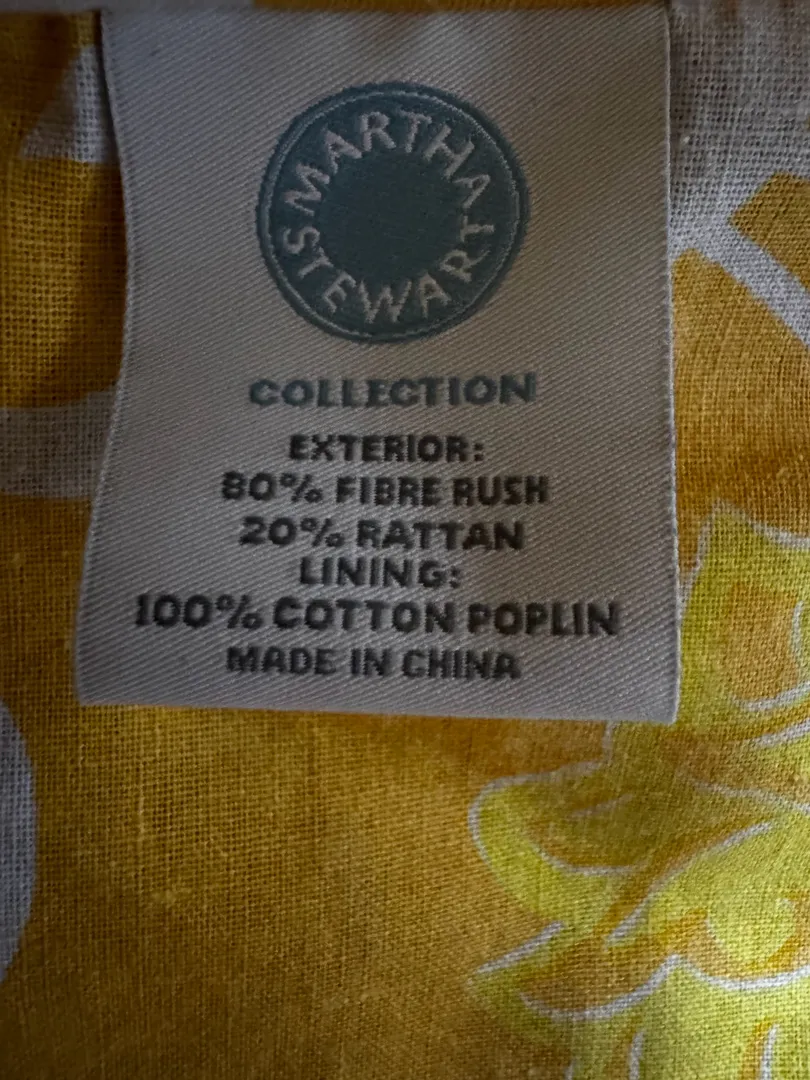 MARTHA
STEWART
COLLECTION
EXTERIOR:
80% FIBRE RUSH
20% RATTAN
LINING:
100% COTTON POPLIN
MADE IN CHINA